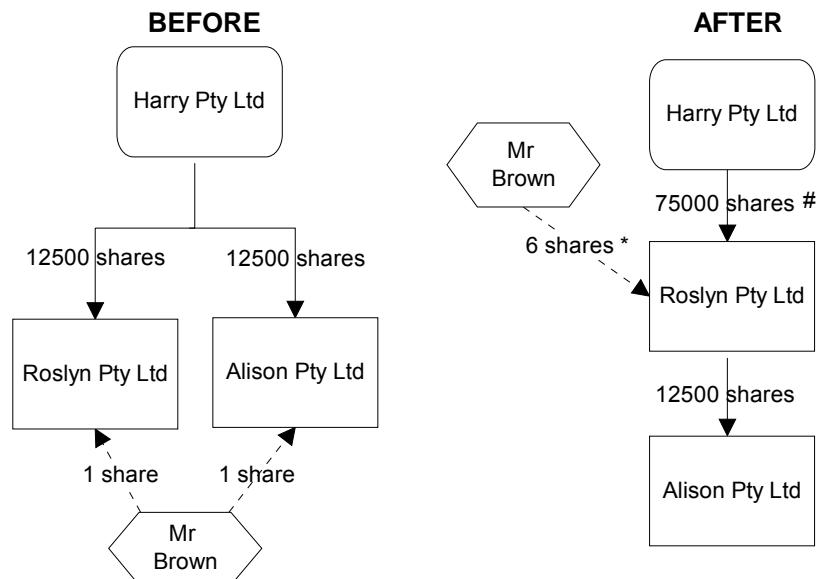 BEFORE
Harry Pty Ltd
12500 shares
12500 shares
Roslyn Pty Ltd
Alison Pty Ltd
1 share
1 share
Mr
Brown
AFTER
Harry Pty Ltd
Mr
Brown
75000 shares #
6 shares *
Roslyn Pty Ltd
12500 shares
Alison Pty Ltd